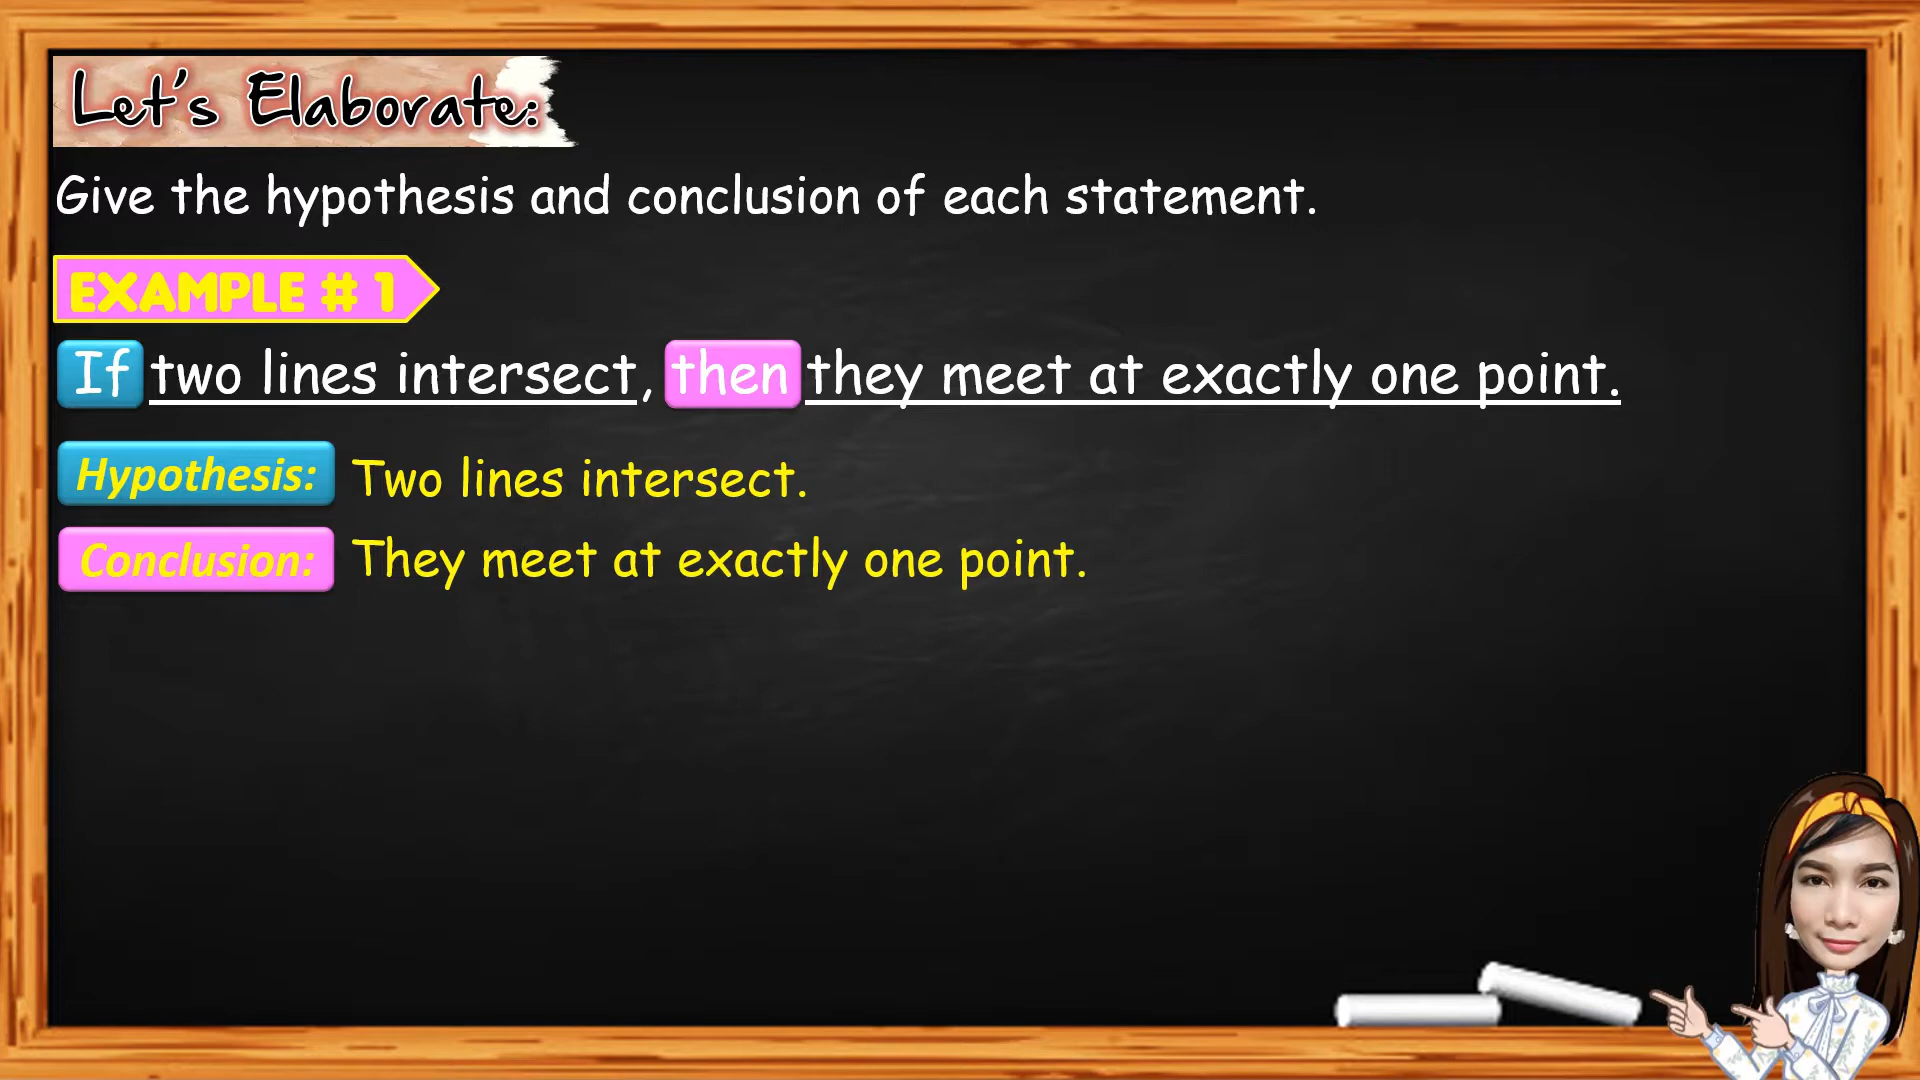 Let's Elaborate:
Give the hypothesis and conclusion of each statement.
EXAMPLE # 1
If two lines intersect, then they meet at exactly one point.
Hypothesis: Two lines intersect.
Conclusion: They meet at exactly one point.